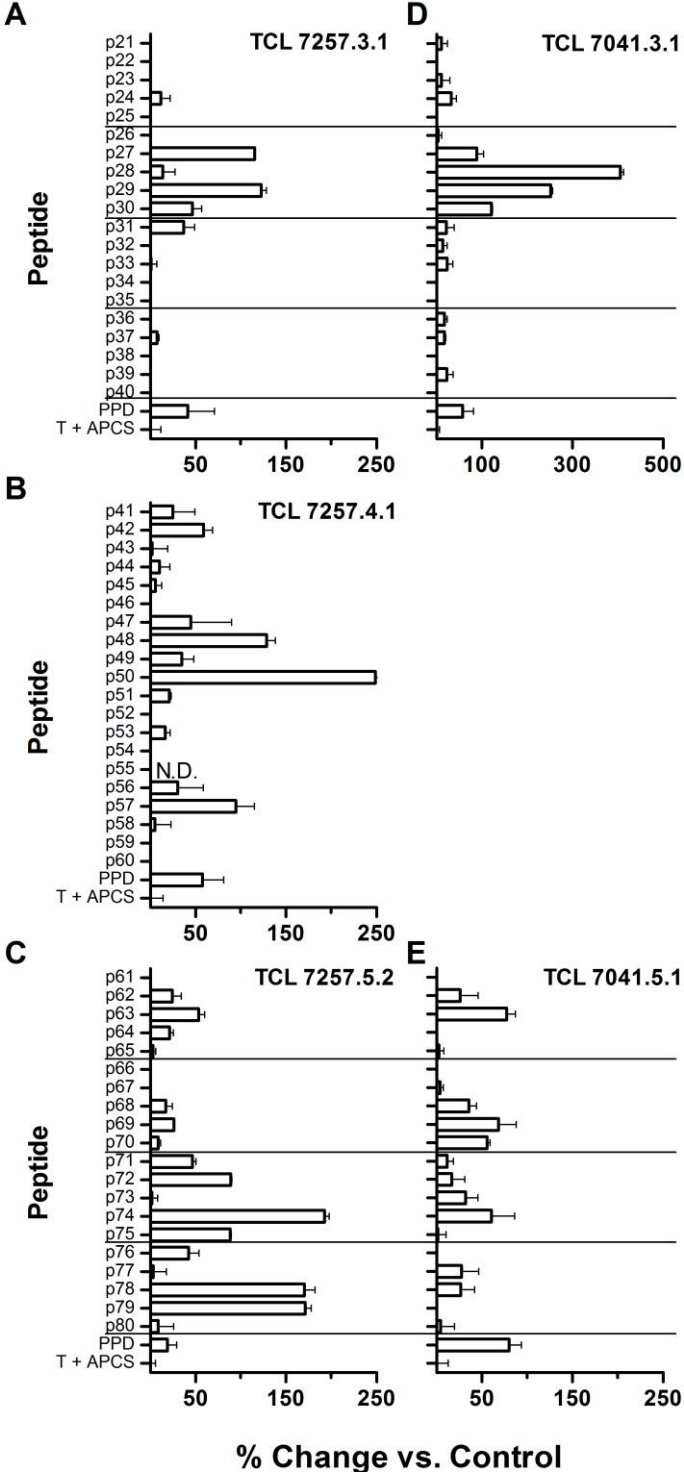 A
TCL 7257.3.1
p21
p22
p23
p24
p25
p26
p27
p28
p29
p30
p31
p32
p33
p34
p35
p36
p37
p38
p39
p40
PPD
T + APCS
Peptide
50 150 250
D
TCL 7041.3.1
100 300 500
B
TCL 7257.4.1
p41
p42
p43
p44
p45
p46
p47
p48
p49
p50
p51
p52
p53
p54
p55
N.D.
p56
p57
p58
p59
p60
PPD
T + APCS
Peptide
50 150 250
C
TCL 7257.5.2
p61
p62
p63
p64
p65
p66
p67
p68
p69
p70
p71
p72
p73
p74
p75
p76
p77
p78
p79
p80
PPD
T + APCS
Peptide
50 150 250
E
TCL 7041.5.1
50 150 250
% Change vs. Control